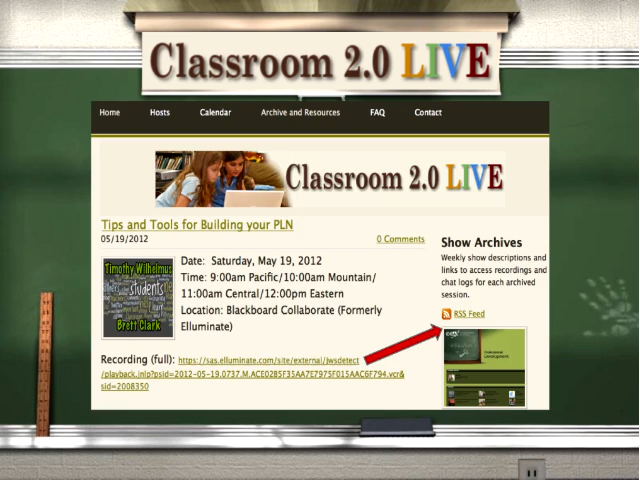 Classroom 2.0 LIVE
Home Hosts Calendar Archive and Resources FAQ Contact
Classroom 2.0 LIVE
Tips and Tools for Building your PLN
05/19/2012 0 Comments
Timothy Wilhelmus
students
Brett Clark
Date: Saturday, May 19, 2012
Time: 9:00am Pacific/10:00am Mountain/
11:00am Central/12:00pm Eastern
Location: Blackboard Collaborate (Formerly
Elluminate)
Recording (full): https://sas.elluminate.com/site/external/jwsdetect
/playback.jnlp?psid=2012-05-19.0737.M.ACE02B5F35AA7E7975F015AAC6F794.vcr&
sid=2008350
Show Archives
Weekly show descriptions and
links to access recordings and
chat logs for each archived
session.
RSS Feed